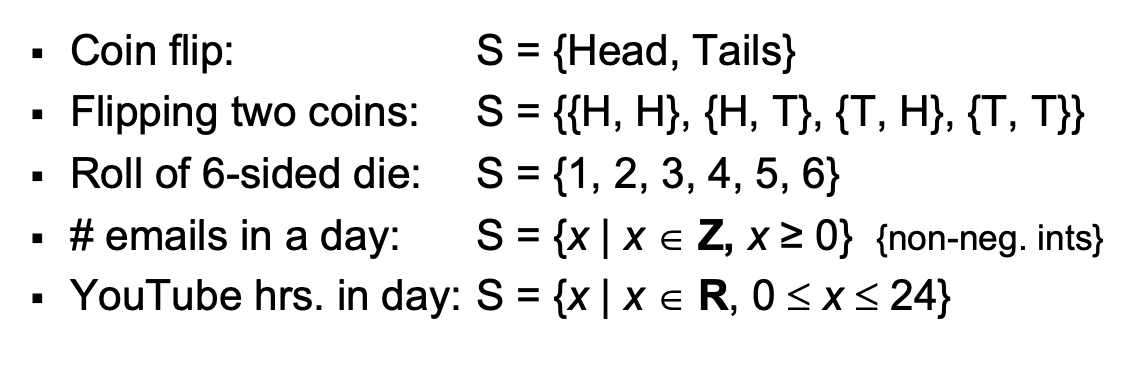 ▪ Coin flip: S = {Head, Tails}
▪ Flipping two coins: S = {{H, H}, {H, T}, {T, H}, {T, T}}
▪ Roll of 6-sided die: S = {1, 2, 3, 4, 5, 6}
▪ # emails in a day: S = {x | x ∈ Z, x ≥ 0} {non-neg. ints}
▪ YouTube hrs. in day: S = {x | x ∈ R, 0 ≤ x ≤ 24}